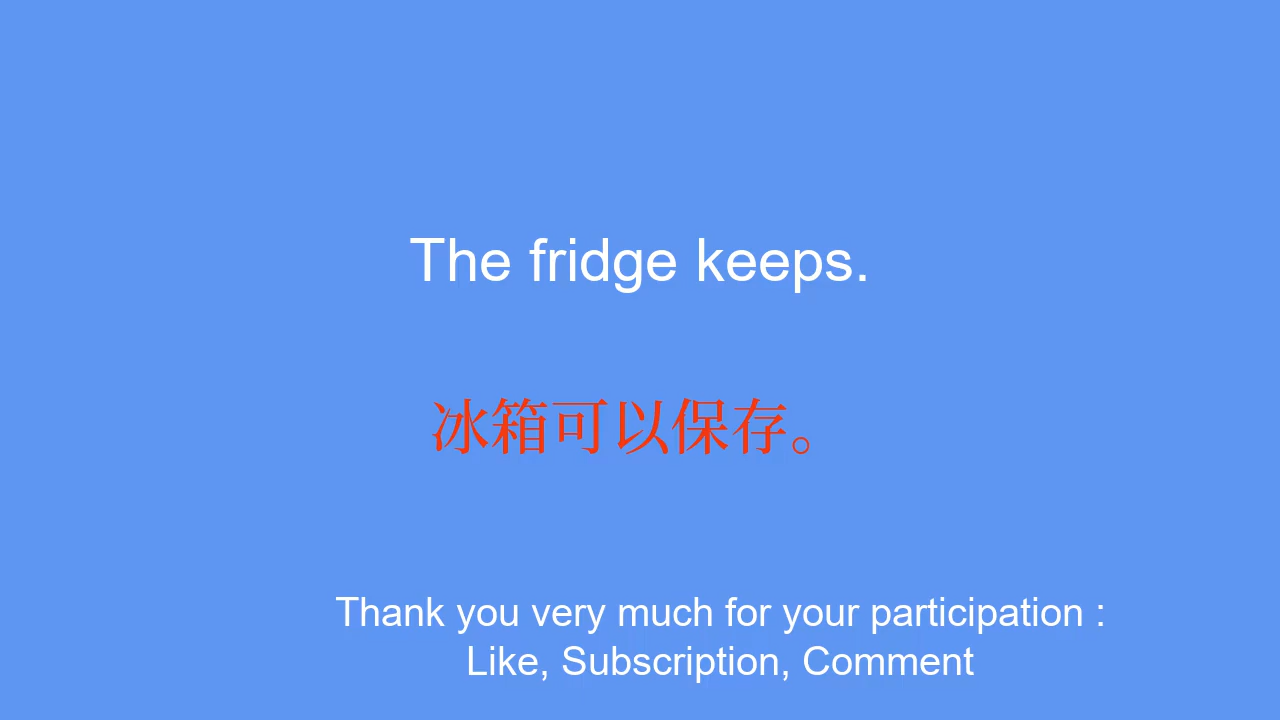 The fridge keeps.
冰箱可以保存。
Thank you very much for your participation :
Like, Subscription, Comment